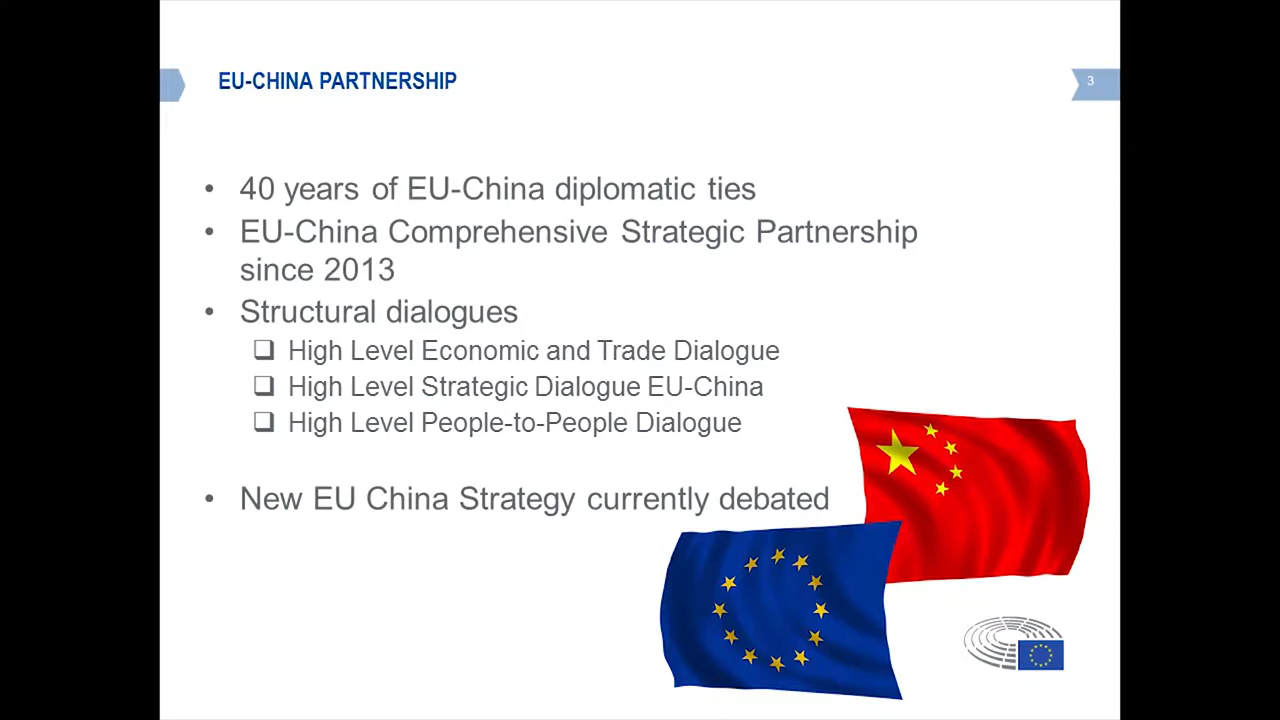 EU-CHINA PARTNERSHIP
3
• 40 years of EU-China diplomatic ties
• EU-China Comprehensive Strategic Partnership
since 2013
• Structural dialogues
❑ High Level Economic and Trade Dialogue
❑ High Level Strategic Dialogue EU-China
❑ High Level People-to-People Dialogue
• New EU China Strategy currently debated